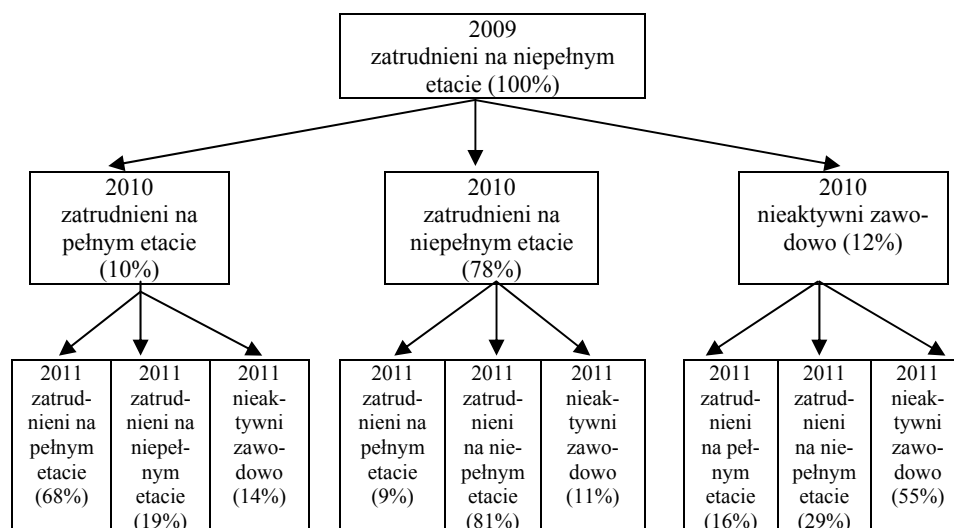 2009
zatrudnieni na niepełnym
etacie (100%)
2010
zatrudnieni na
pełnym etacie
(10%)
2010
zatrudnieni na
niepełnym etacie
(78%)
2010
nieaktywni zawo-
dowo (12%)
2011
zatrud-
nieni na
pełnym
etacie
(68%)
2011
zatrud-
nieni na
niepeł-
nym
etacie
(19%)
2011
nieak-
tywni
zawo-
dowo
(14%)
2011
zatrud-
nieni na
pełnym
etacie
(9%)
2011
zatrud-
nieni
na nie-
pełnym
etacie
(81%)
2011
nieak-
tywni
zawo-
dowo
(11%)
2011
zatrud-
nieni
na peł-
nym
etacie
(16%)
2011
zatrud-
nieni
na nie-
pełnym
etacie
(29%)
2011
nieak-
tywni
zawo-
dowo
(55%)